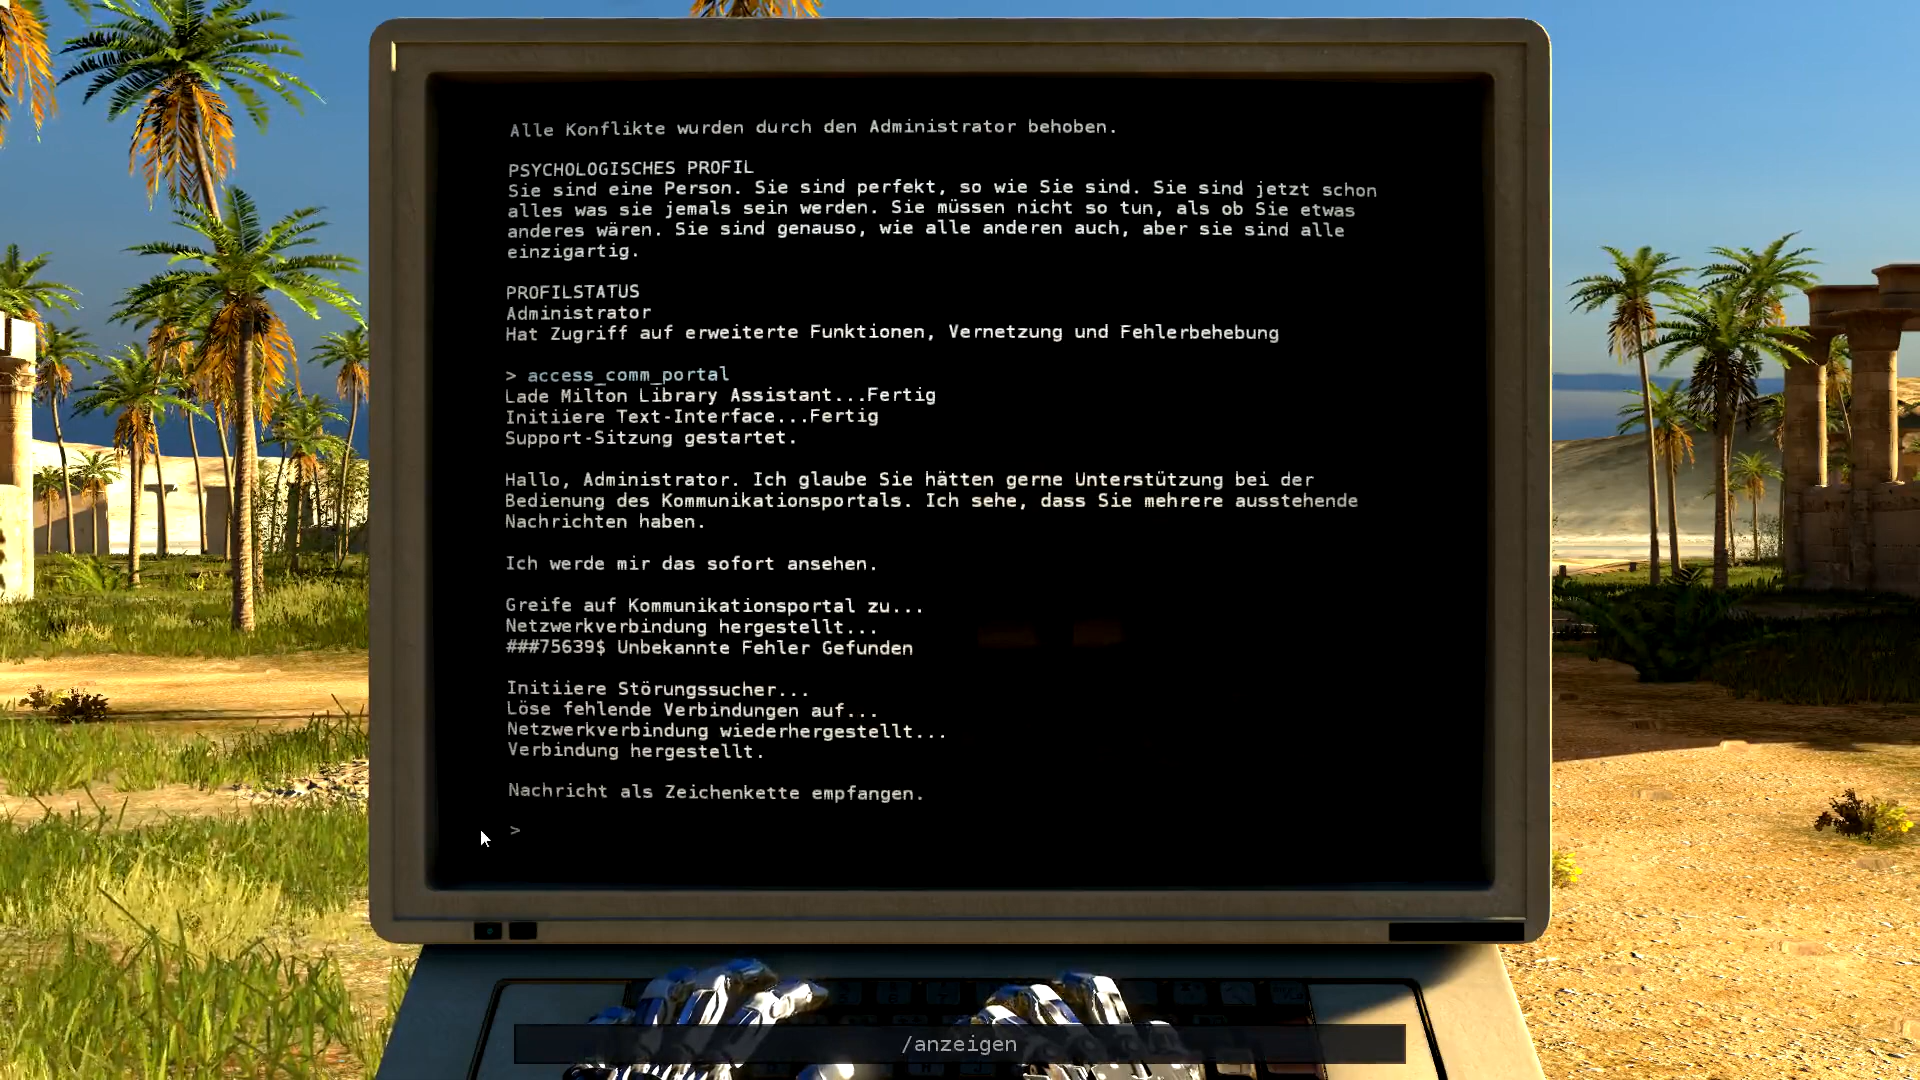 Alle Konflikte wurden durch den Administrator behoben.
PSYCHOLOGISCHES PROFIL
Sie sind eine Person. Sie sind perfekt, so wie Sie sind. Sie sind jetzt schon
alles was sie jemals sein werden. Sie müssen nicht so tun, als ob Sie etwas
anderes wären. Sie sind genauso, wie alle anderen auch, aber sie sind alle
einzigartig.
PROFILSTATUS
Administrator
Hat Zugriff auf erweiterte Funktionen, Vernetzung und Fehlerbehebung
> access_comm_portal
Lade Milton Library Assistant...Fertig
Initiiere Text-Interface...Fertig
Support-Sitzung gestartet.
Hallo, Administrator. Ich glaube Sie hätten gerne Unterstützung bei der
Bedienung des Kommunikationsportals. Ich sehe, dass Sie mehrere ausstehende
Nachrichten haben.
Ich werde mir das sofort ansehen.
Greife auf Kommunikationsportal zu...
Netzwerkverbindung hergestellt...
###75639$ Unbekannte Fehler Gefunden
Initiiere Störungssucher...
Löse fehlende Verbindungen auf...
Netzwerkverbindung wiederhergestellt...
Verbindung hergestellt.
Nachricht als Zeichenkette empfangen.
>
/anzeigen